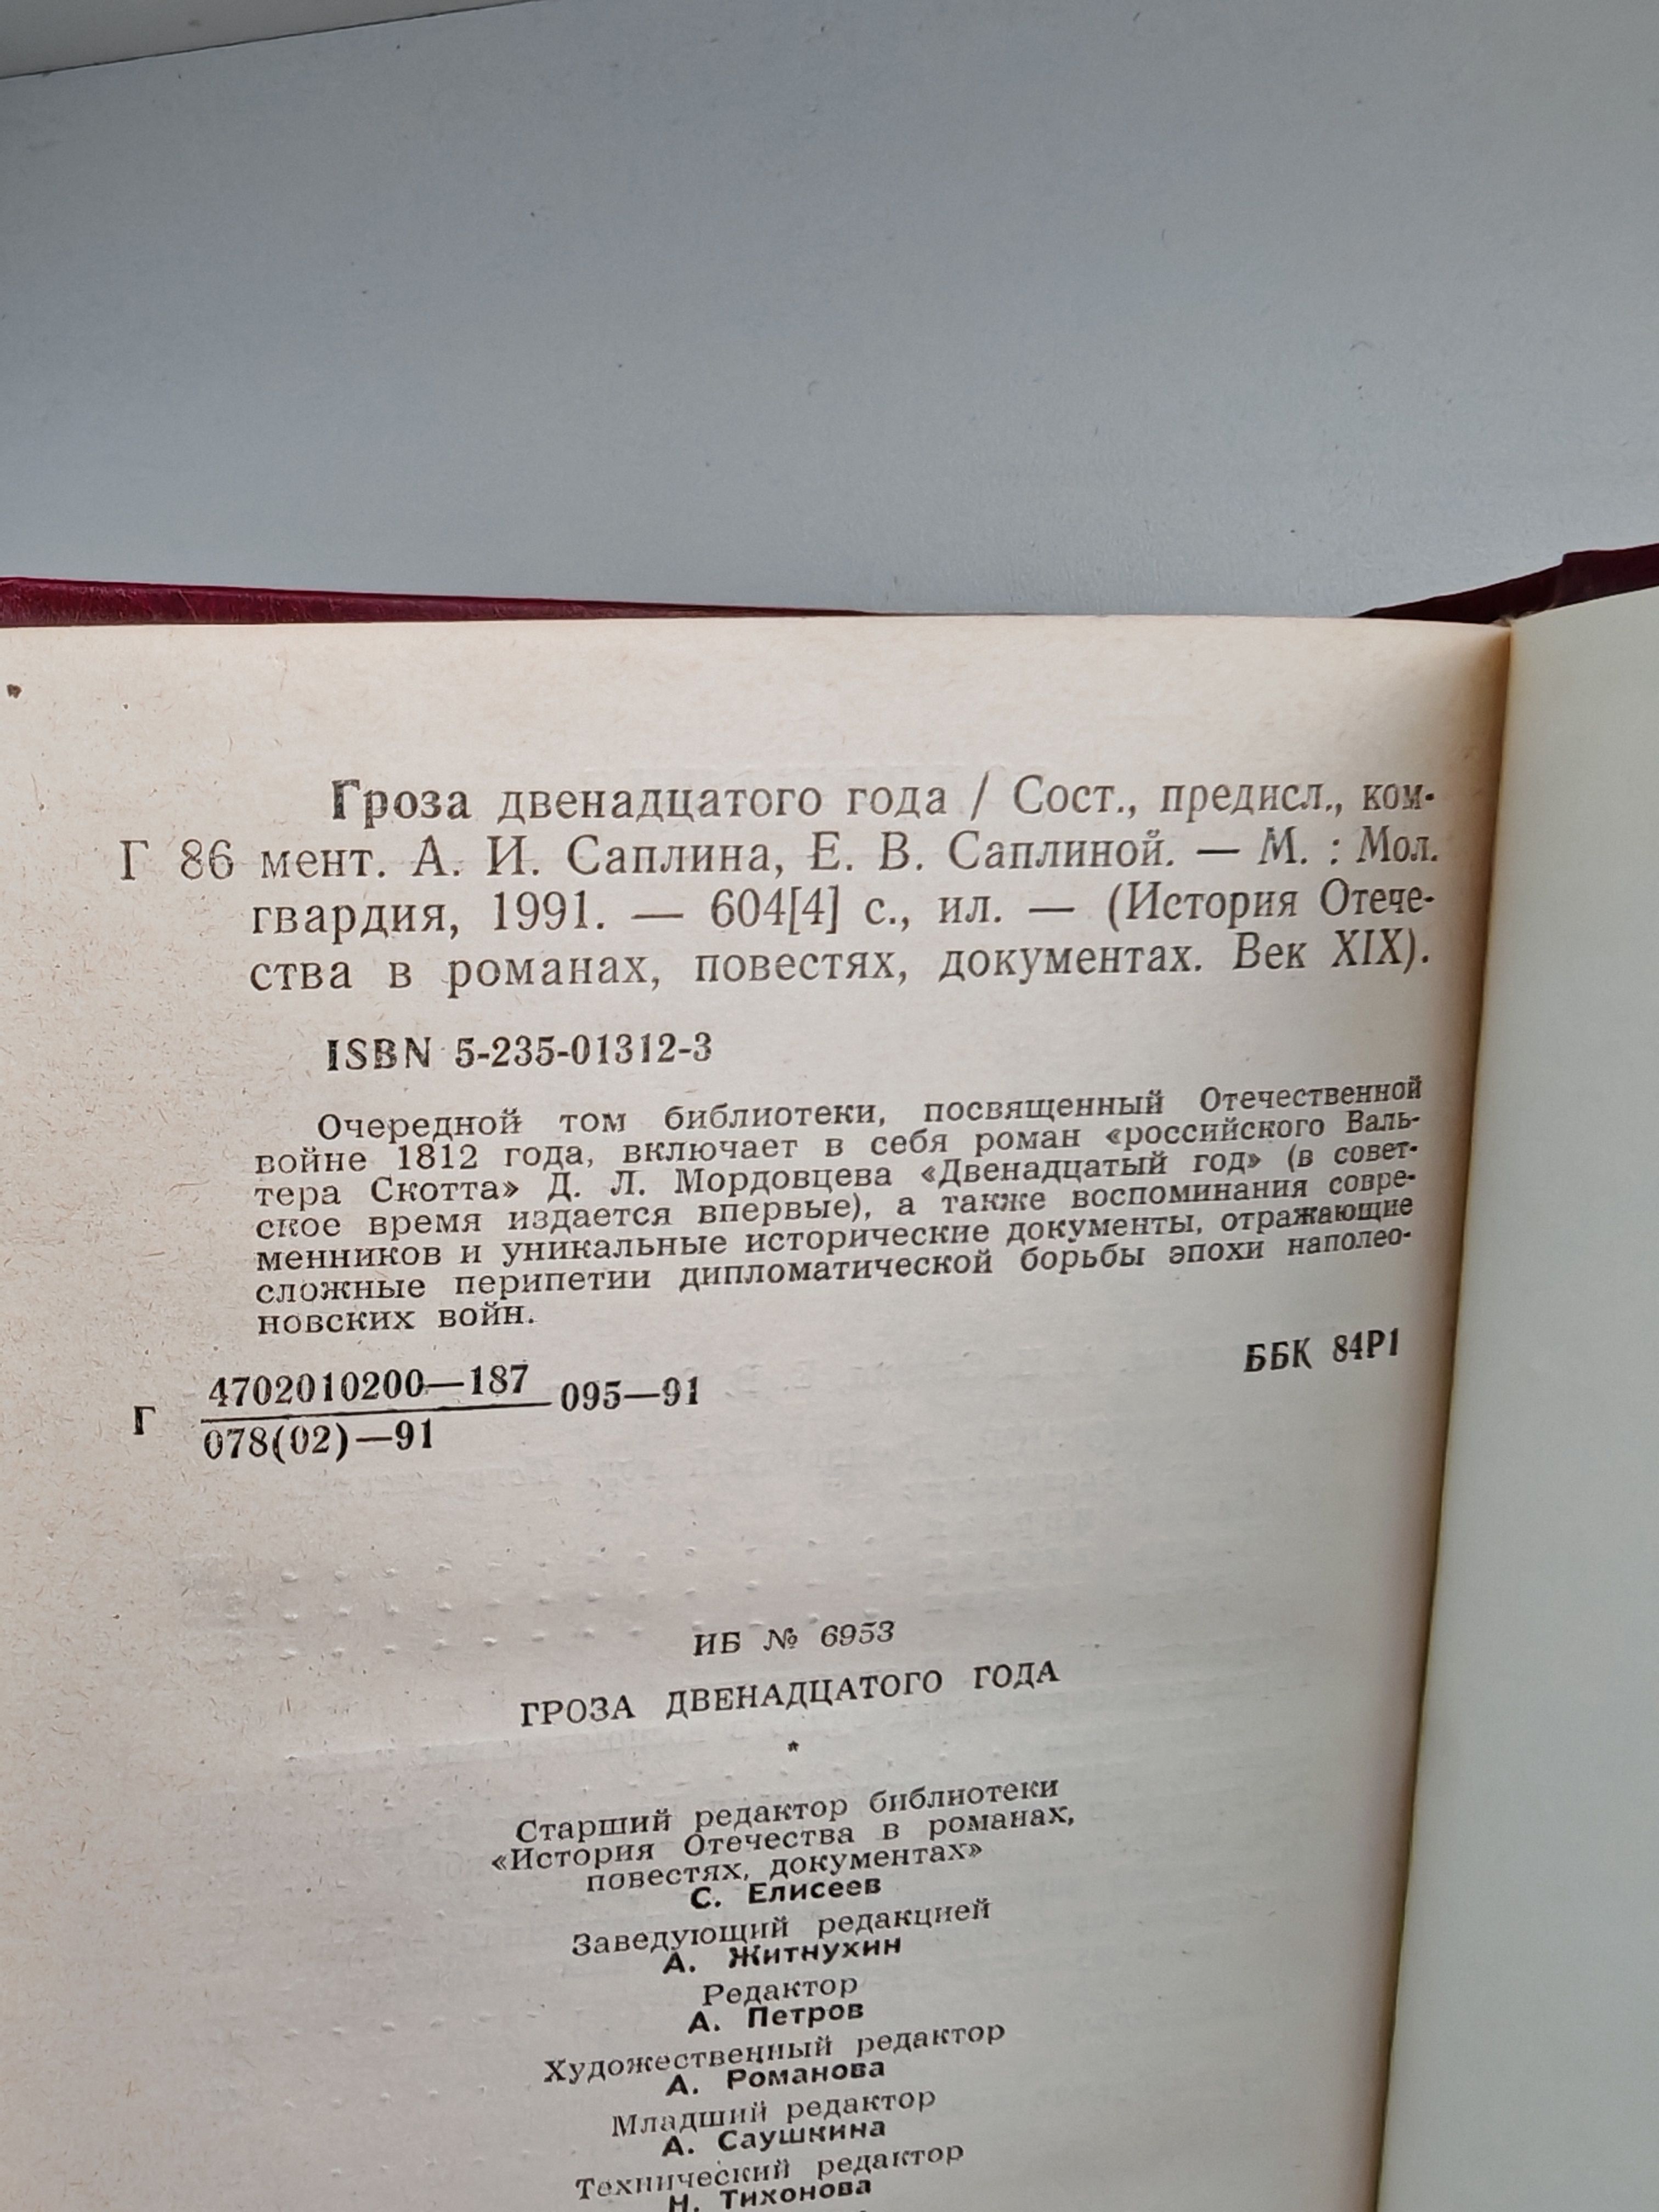 Гроза двенадцатого года / Сост., предисл., ком-
Г 86 мент. А. И. Саплина, Е. В. Саплиной. — М. : Мол.
гвардия, 1991. — 604[4] с., ил. — (История Отече-
ства в романах, повестях, документах. Век XIX).
ISBN 5-235-01312-3
Очередной том библиотеки, посвященный Отечественной
войне 1812 года, включает в себя роман «российского Валь-
тера Скотта» Д. Л. Мордовцева «Двенадцатый год» (в совет-
ское время издается впервые), а также воспоминания совре-
менников и уникальные исторические документы, отражающие
сложные перипетии дипломатической борьбы эпохи наполео-
новских войн.
ББК 84Р1
4702010200—187
Г 095—91
078(02)—91
ИБ № 6953
ГРОЗА ДВЕНАДЦАТОГО ГОДА
*
Старший редактор библиотеки
«История Отечества в романах,
повестях, документах»
С. Елисеев
Заведующий редакцией
А. Житнухин
Редактор
А. Петров
Художественный редактор
А. Романова
Младший редактор
А. Саушкина
Технический редактор
Н. Тихонова